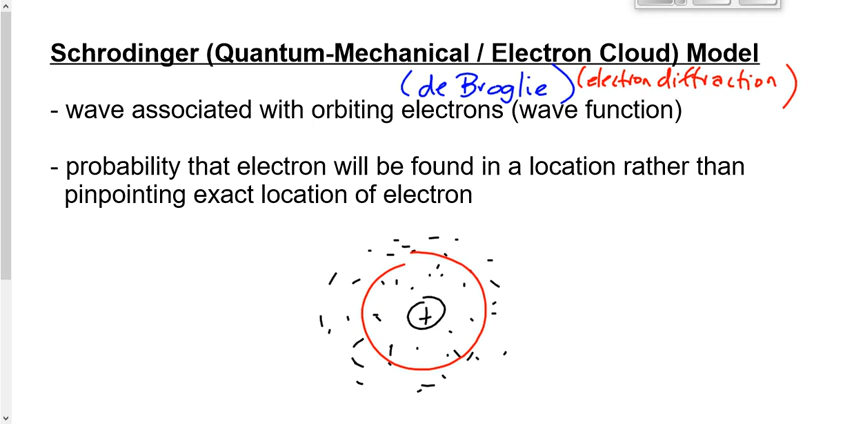 Schrodinger (Quantum-Mechanical / Electron Cloud) Model
(de Broglie) (electron diffraction)
- wave associated with orbiting electrons (wave function)
- probability that electron will be found in a location rather than
pinpointing exact location of electron
+